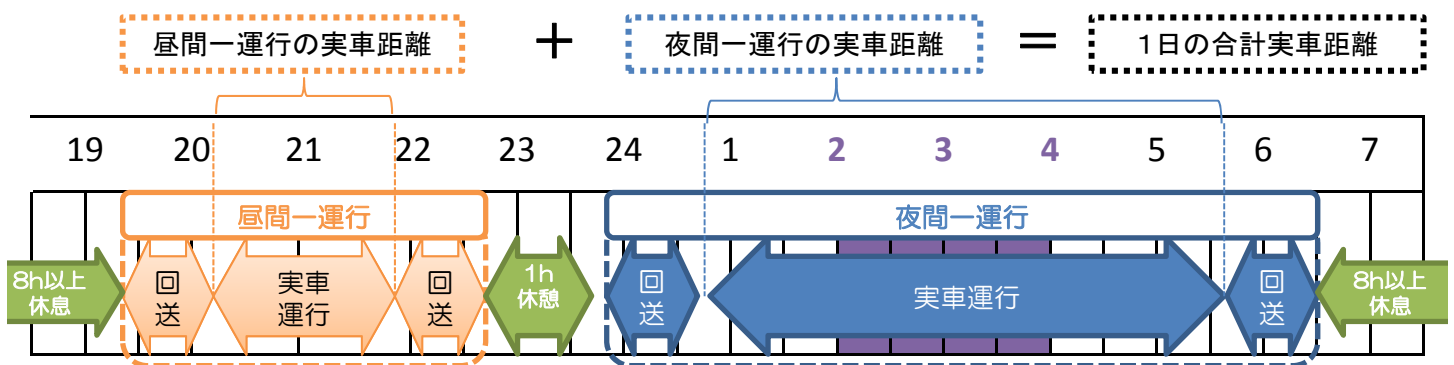 昼間一運行の実車距離 + 夜間一運行の実車距離 = 1日の合計実車距離
19 20 21 22 23 24 1 2 3 4 5 6 7
昼間一運行 夜間一運行
8h以上
休息
回
送
実車
運行
回
送
1h
休憩
回
送
実車運行
回
送
8h以上
休息